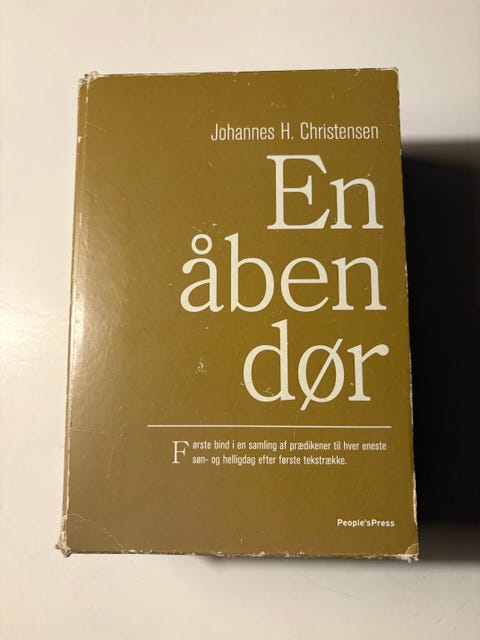 Johannes H. Christensen
En
åben
dør
Første bind i en samling af prædikener til hver eneste
søn- og helligdag efter første tekstrække.
People'sPress